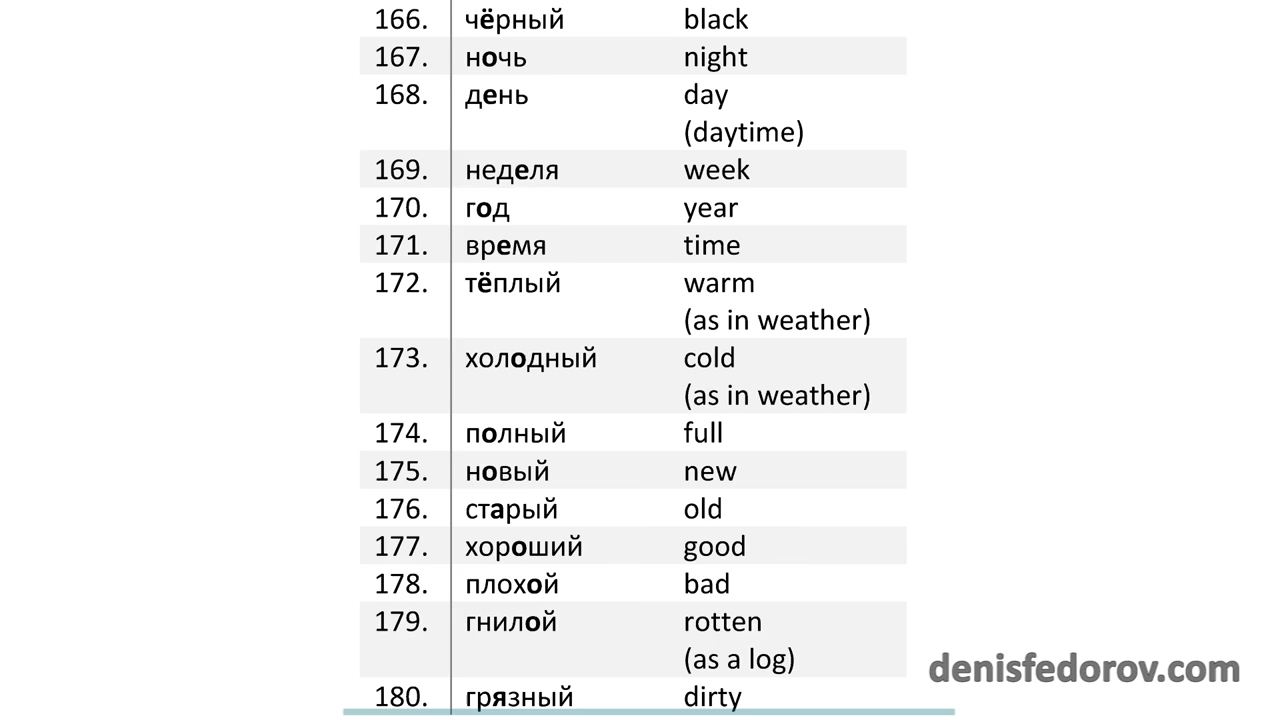 166. чёрный black
167. ночь night
168. день day
(daytime)
169. неделя week
170. год year
171. время time
172. тёплый warm
(as in weather)
173. холодный cold
(as in weather)
174. полный full
175. новый new
176. старый old
177. хороший good
178. плохой bad
179. гнилой rotten
(as a log)
180. грязный dirty
denisfedorov.com